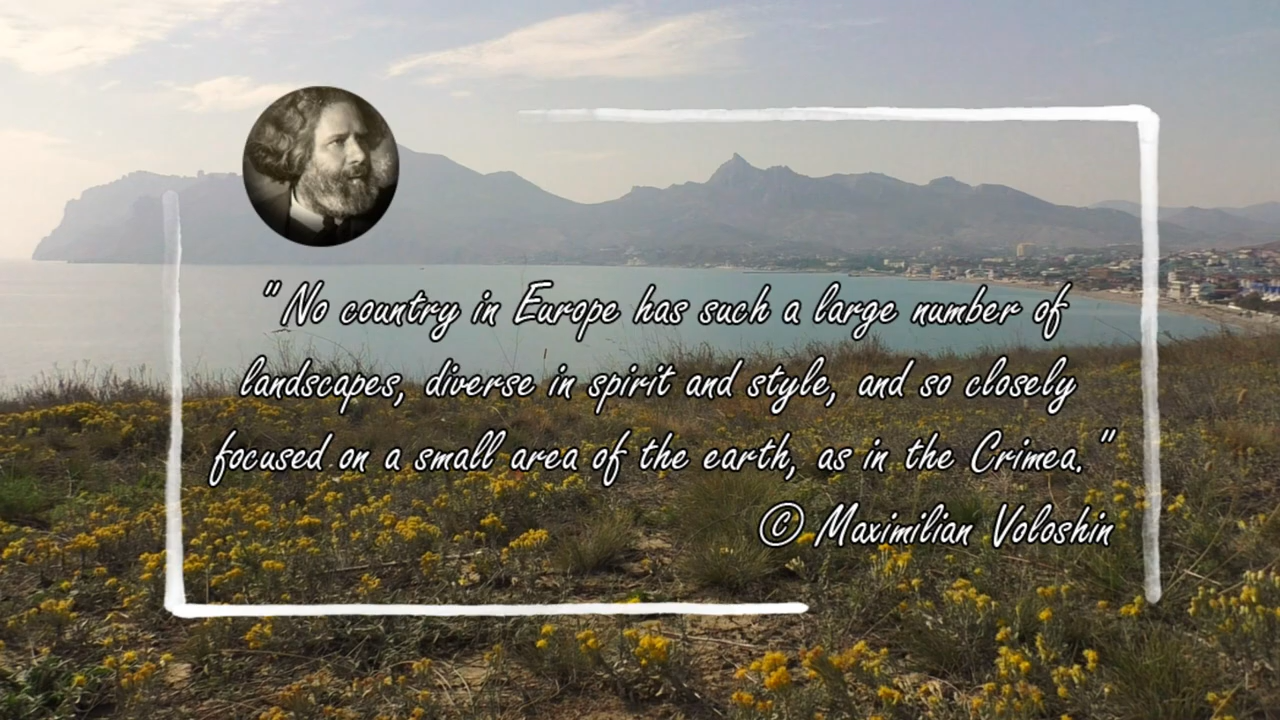 "No country in Europe has such a large number of
landscapes, diverse in spirit and style, and so closely
focused on a small area of the earth, as in the Crimea."
© Maximilian Voloshin